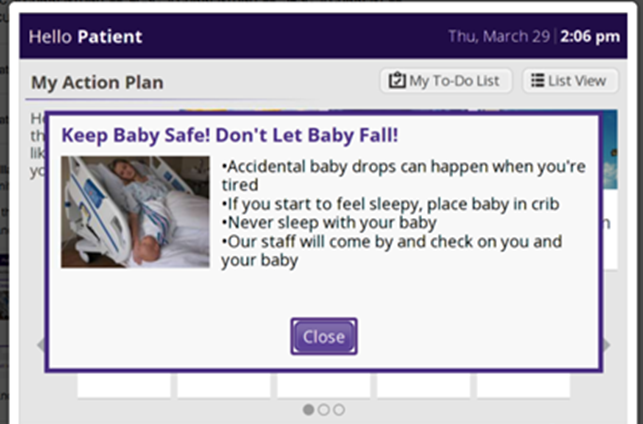 Hello Patient
Thu, March 29 | 2:06 pm
My Action Plan
My To-Do List
List View
Keep Baby Safe! Don't Let Baby Fall!
•Accidental baby drops can happen when you're
tired
•If you start to feel sleepy, place baby in crib
•Never sleep with your baby
•Our staff will come by and check on you and
your baby
Close